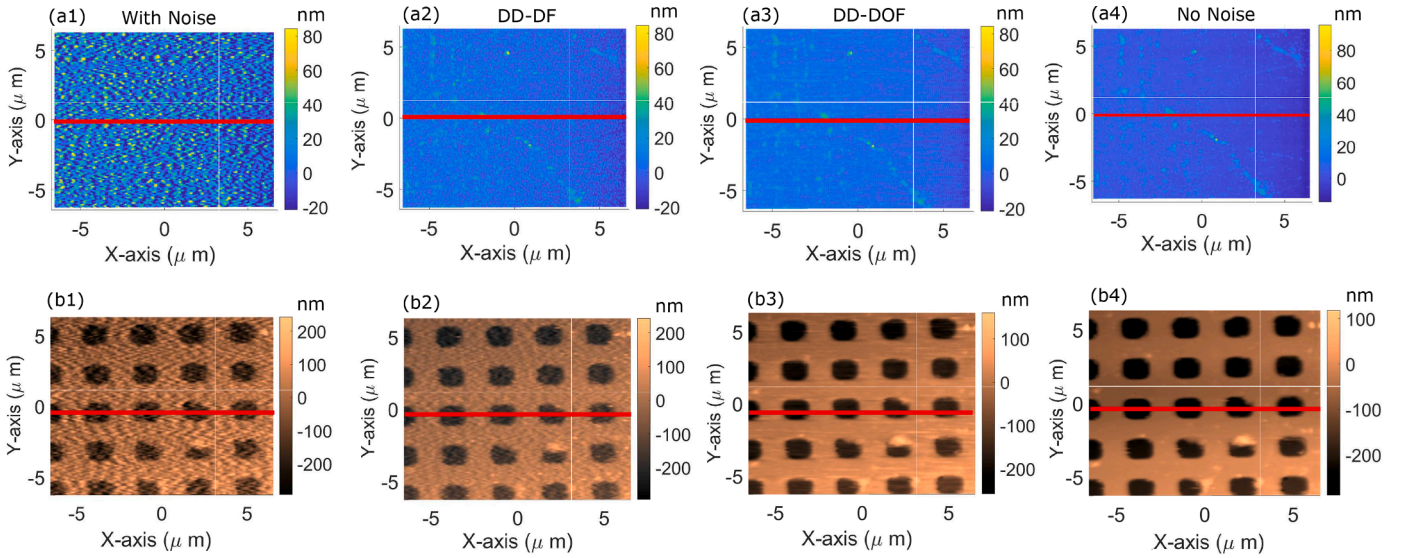 (a1) With Noise nm
80
60
40
20
0
-20
5
0
-5
Y-axis (μ m)
-5 0 5
X-axis (μ m)
(a2) DD-DF nm
80
60
40
20
0
-20
5
0
-5
Y-axis (μ m)
-5 0 5
X-axis (μ m)
(a3) DD-DOF nm
80
60
40
20
0
-20
5
0
-5
Y-axis (μ m)
-5 0 5
X-axis (μ m)
(a4) No Noise nm
80
60
40
20
0
5
0
-5
Y-axis (μ m)
-5 0 5
X-axis (μ m)
(b1) nm
200
100
0
-100
-200
5
0
-5
Y-axis (μ m)
-5 0 5
X-axis (μ m)
(b2) nm
200
100
0
-100
-200
5
0
-5
Y-axis (μ m)
-5 0 5
X-axis (μ m)
(b3) nm
100
0
-100
-200
5
0
-5
Y-axis (μ m)
-5 0 5
X-axis (μ m)
(b4) nm
100
0
-100
-200
5
0
-5
Y-axis (μ m)
-5 0 5
X-axis (μ m)